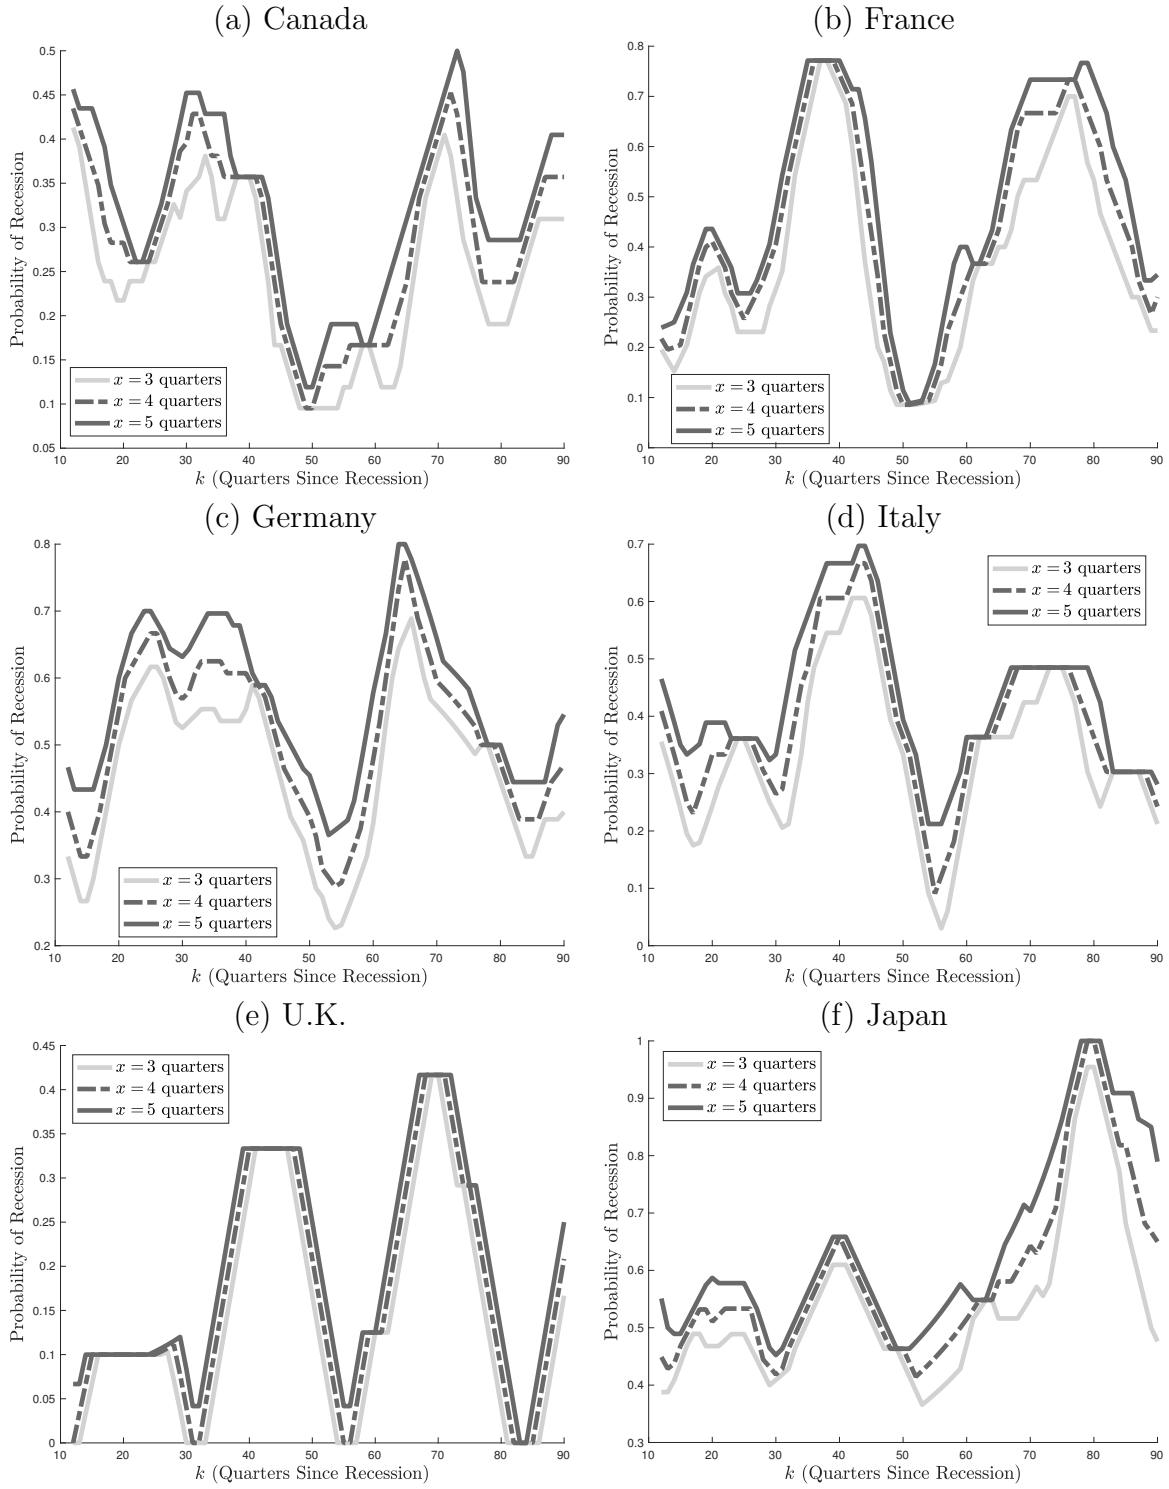 (a) Canada
0.5
0.45
0.4
0.35
0.3
0.25
0.2
0.15
0.1
0.05
Probability of Recession
x = 3 quarters
x = 4 quarters
x = 5 quarters
10 20 30 40 50 60 70 80 90
k (Quarters Since Recession)
(b) France
0.8
0.7
0.6
0.5
0.4
0.3
0.2
0.1
0
Probability of Recession
x = 3 quarters
x = 4 quarters
x = 5 quarters
10 20 30 40 50 60 70 80 90
k (Quarters Since Recession)
(c) Germany
0.8
0.7
0.6
0.5
0.4
0.3
0.2
Probability of Recession
x = 3 quarters
x = 4 quarters
x = 5 quarters
10 20 30 40 50 60 70 80 90
k (Quarters Since Recession)
(d) Italy
0.7
0.6
0.5
0.4
0.3
0.2
0.1
0
Probability of Recession
x = 3 quarters
x = 4 quarters
x = 5 quarters
10 20 30 40 50 60 70 80 90
k (Quarters Since Recession)
(e) U.K.
0.45
0.4
0.35
0.3
0.25
0.2
0.15
0.1
0.05
0
Probability of Recession
x = 3 quarters
x = 4 quarters
x = 5 quarters
10 20 30 40 50 60 70 80 90
k (Quarters Since Recession)
(f) Japan
1
0.9
0.8
0.7
0.6
0.5
0.4
0.3
Probability of Recession
x = 3 quarters
x = 4 quarters
x = 5 quarters
10 20 30 40 50 60 70 80 90
k (Quarters Since Recession)